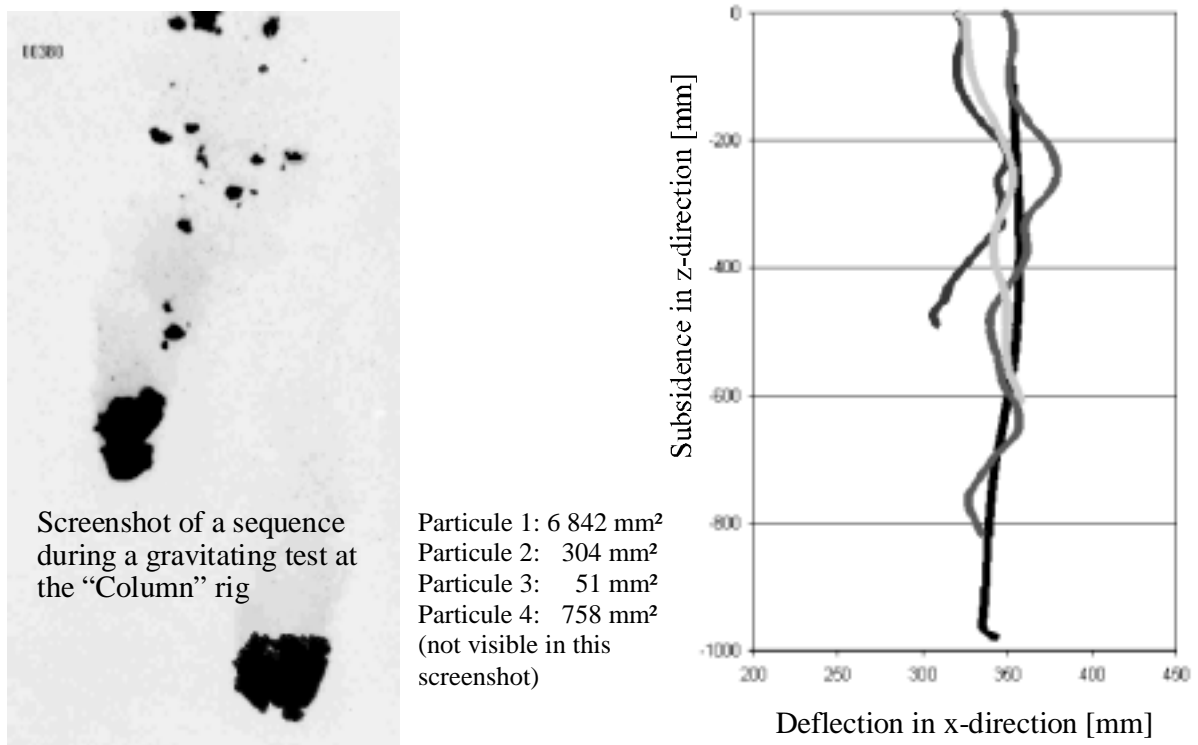 Screenshot of a sequence
during a gravitating test at
the “Column” rig
Particule 1: 6 842 mm²
Particule 2: 304 mm²
Particule 3: 51 mm²
Particule 4: 758 mm²
(not visible in this
screenshot)
Subsidence in z-direction [mm]
0
-200
-400
-600
-800
-1000
200
300
350
400
450
Deflection in x-direction [mm]